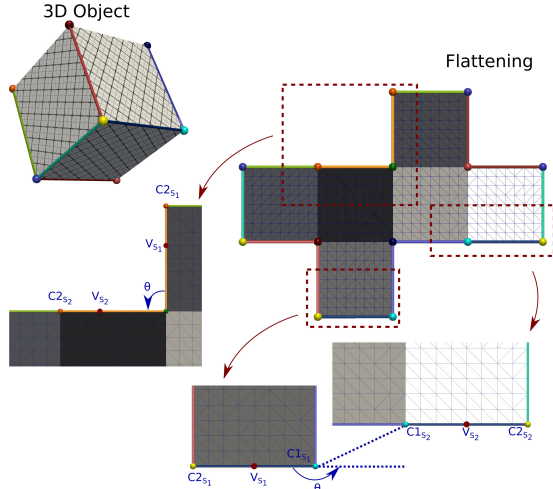 3D Object
Flattening
C2S1
VS1
θ
C2S2
VS2
C1S1
C2S1
VS1
θ
C1S2
VS2
C2S2